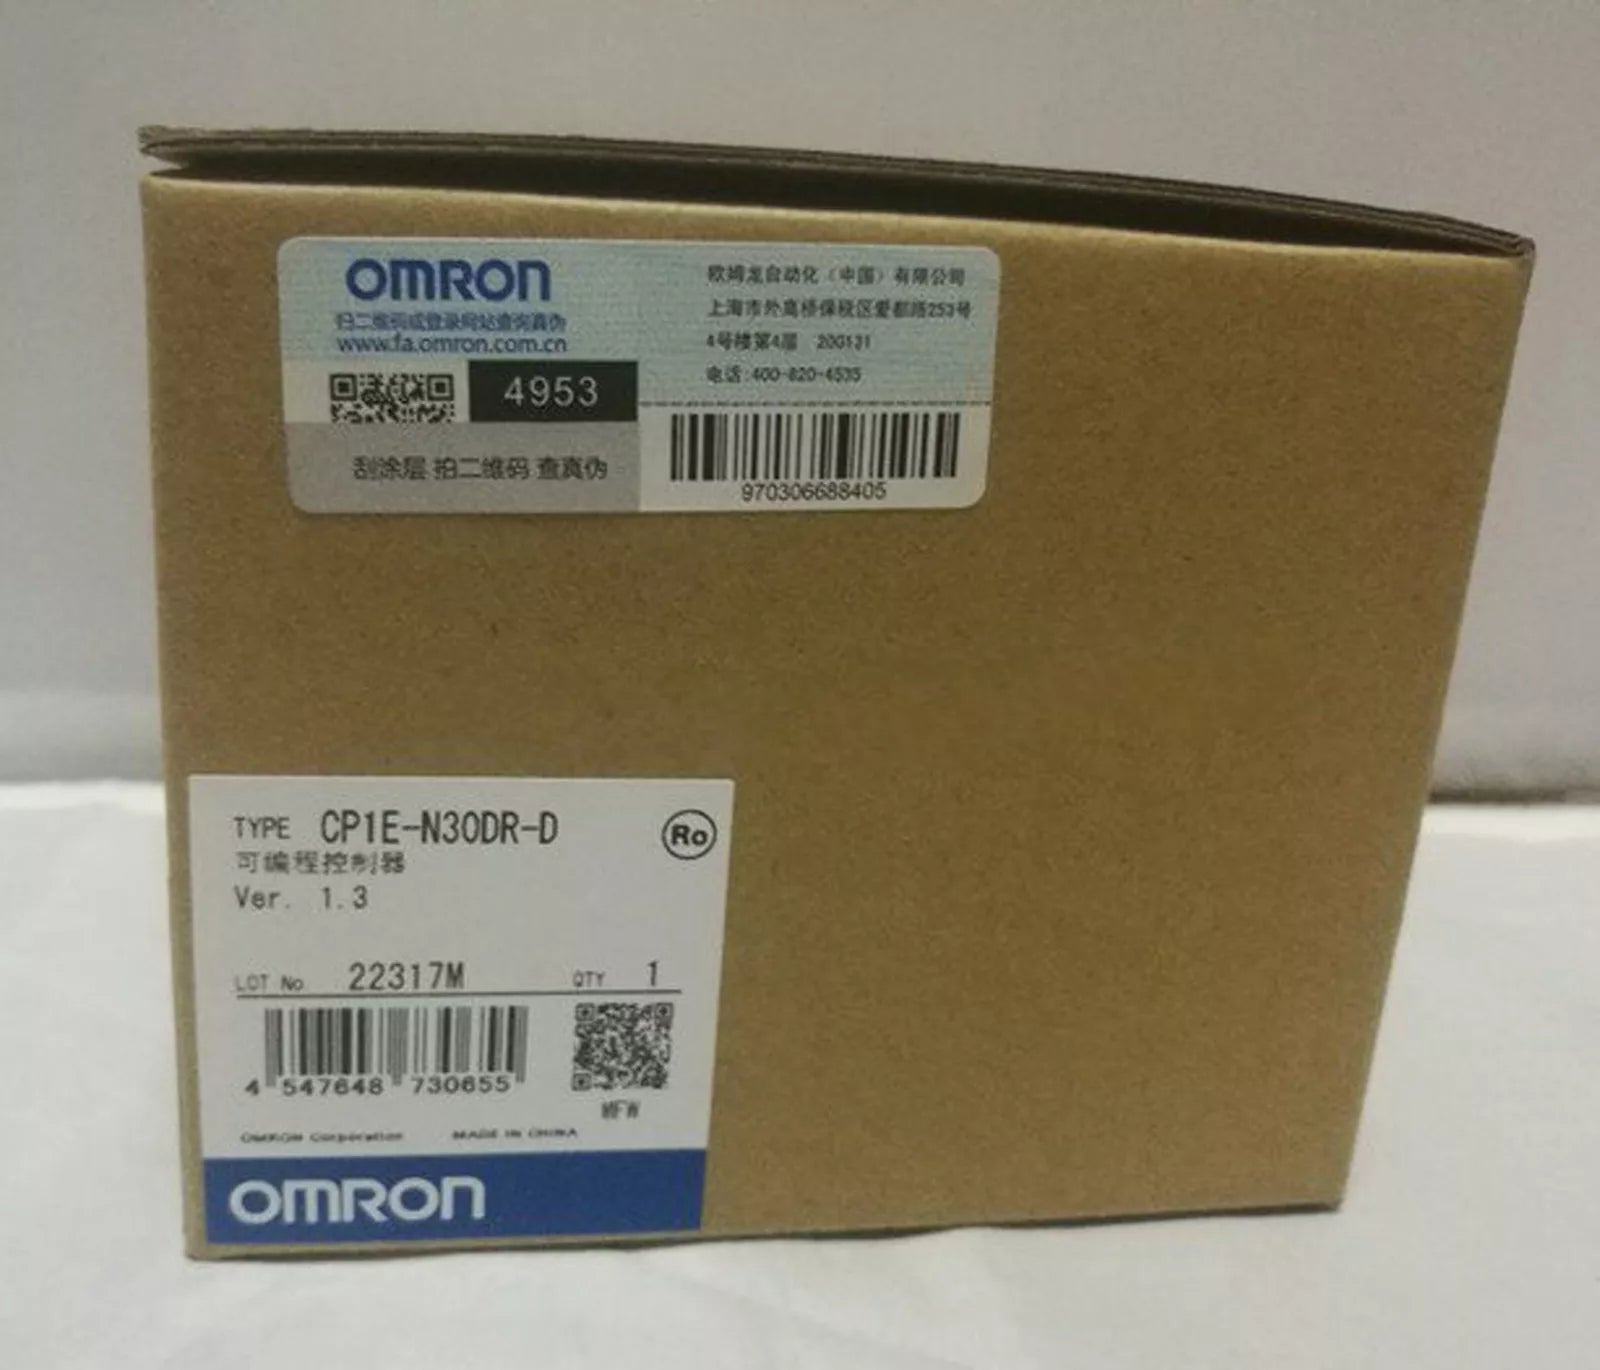 OMRON
扫二维码或登录网站查询真伪
www.fa.omron.com.cn
4953
刮涂层 拍二维码 查真伪
欧姆龙自动化（中国）有限公司
上海市外高桥保税区爱都路253号
4号楼第4层 200131
电话:400-820-4535
970306688405
TYPE CP1E-N30DR-D
Ro
可编程控制器
Ver. 1.3
LOT No 22317M QTY 1
4 547648 730655
MFW
OMRON Corporation MADE IN CHINA
OMRON